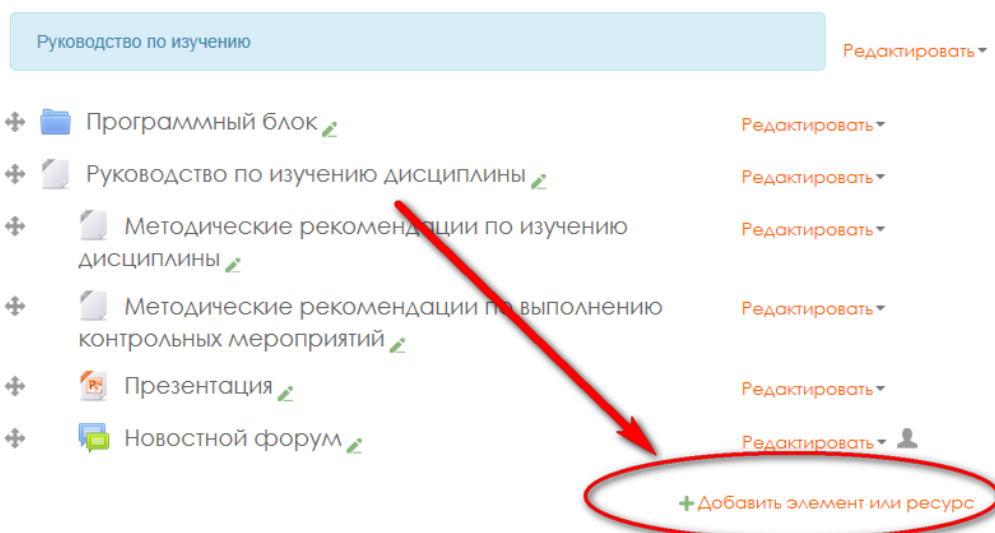 Руководство по изучению
Редактировать
Программный блок
Редактировать
Руководство по изучению дисциплины
Редактировать
Методические рекомендации по изучению
дисциплины
Редактировать
Методические рекомендации по выполнению
контрольных мероприятий
Редактировать
Презентация
Редактировать
Новостной форум
Редактировать
Добавить элемент или ресурс